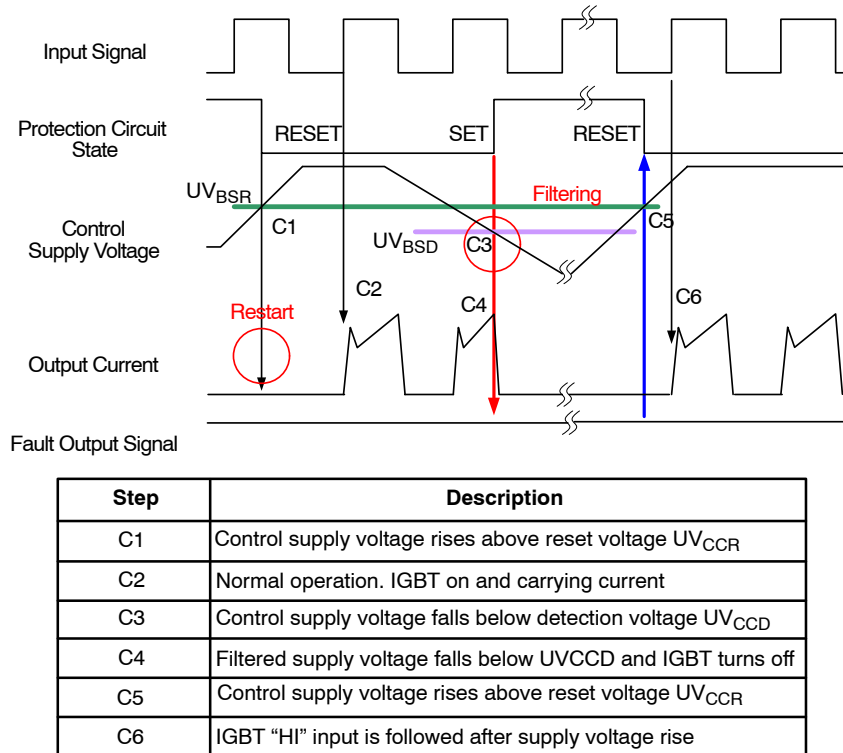 Input Signal
Protection Circuit
State
RESET
SET
RESET
UVBSR
Filtering
C1
C5
Control
Supply Voltage
UVBSD
C3
C2
C4
C6
Restart
Output Current
Fault Output Signal
Step Description
C1 Control supply voltage rises above reset voltage UVCCR
C2 Normal operation. IGBT on and carrying current
C3 Control supply voltage falls below detection voltage UVCCD
C4 Filtered supply voltage falls below UVCCD and IGBT turns off
C5 Control supply voltage rises above reset voltage UVCCR
C6 IGBT “HI” input is followed after supply voltage rise